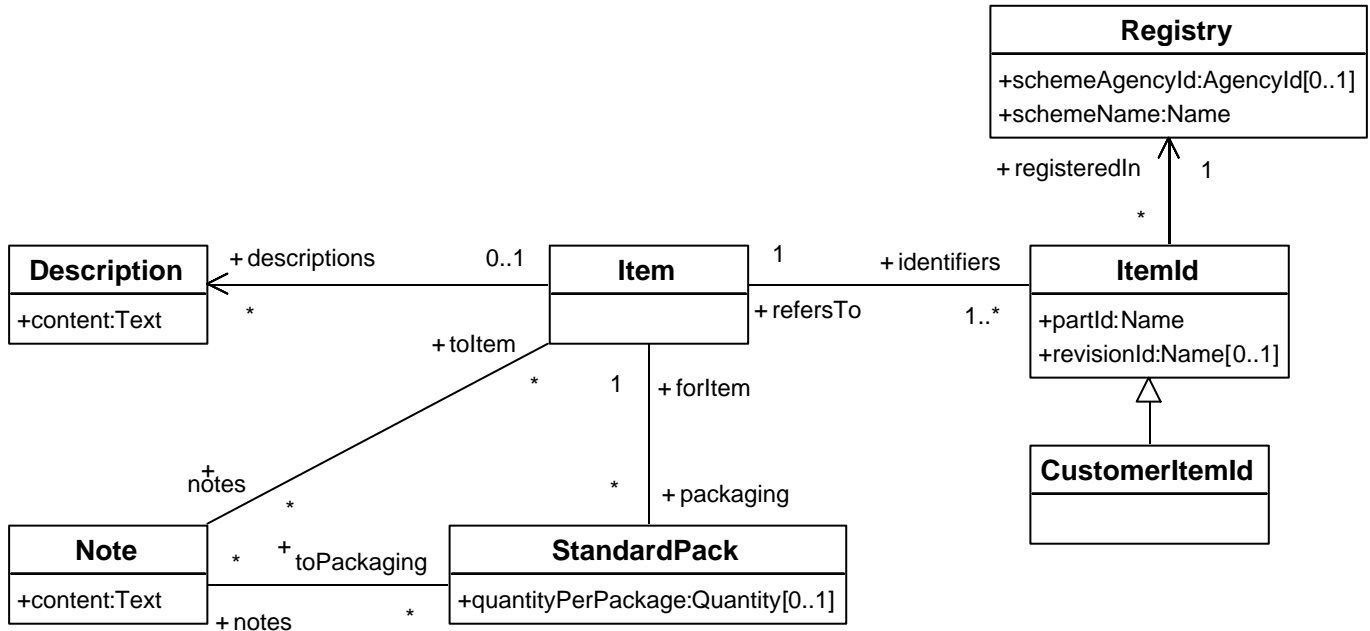 Registry
+schemeAgencyId:AgencyId[0..1]
+schemeName:Name
+ registeredIn
1
*
Description
+content:Text
+ descriptions
0..1
*
Item
1
+ identifiers
+ refersTo
1..*
ItemId
+partId:Name
+revisionId:Name[0..1]
+ toItem
*
1
+ forItem
CustomerItemId
+
notes
*
*
+ packaging
Note
+content:Text
*
+
toPackaging
+ notes
*
StandardPack
+quantityPerPackage:Quantity[0..1]